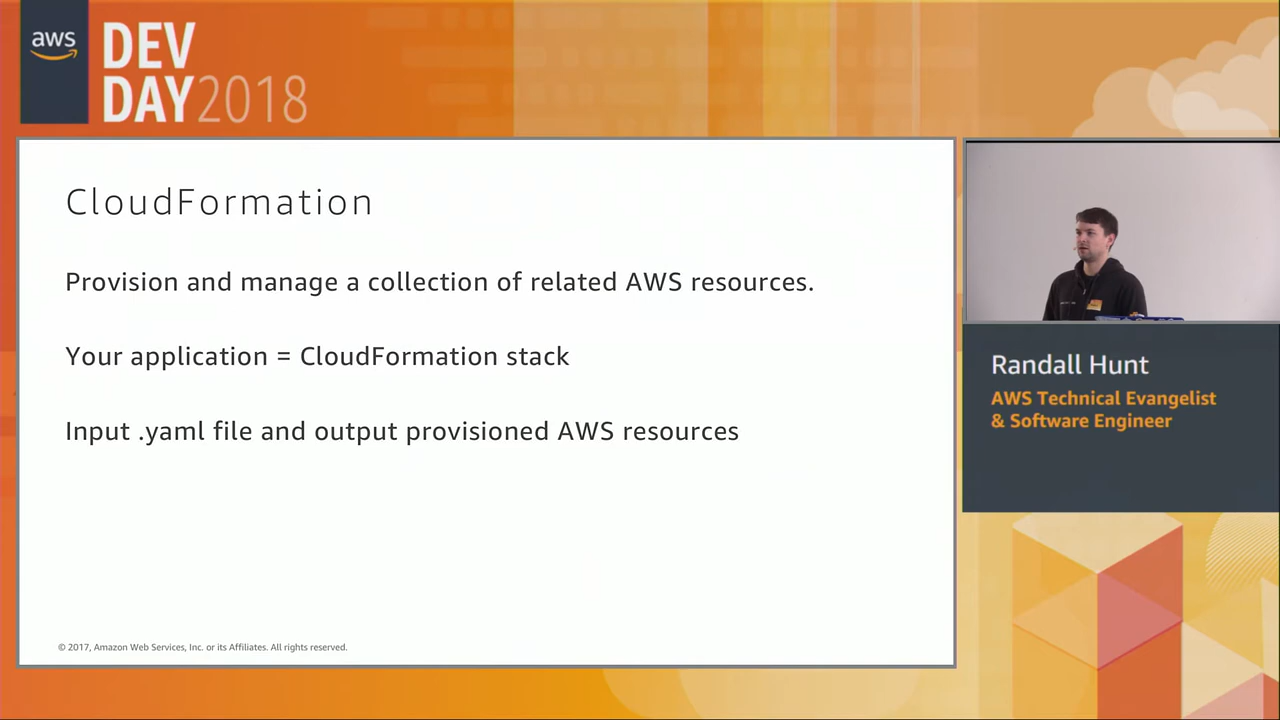 aws
DEV
DAY2018
CloudFormation
Provision and manage a collection of related AWS resources.
Your application = CloudFormation stack
Input .yaml file and output provisioned AWS resources
© 2017, Amazon Web Services, Inc. or its Affiliates. All rights reserved.
Randall Hunt
AWS Technical Evangelist
& Software Engineer